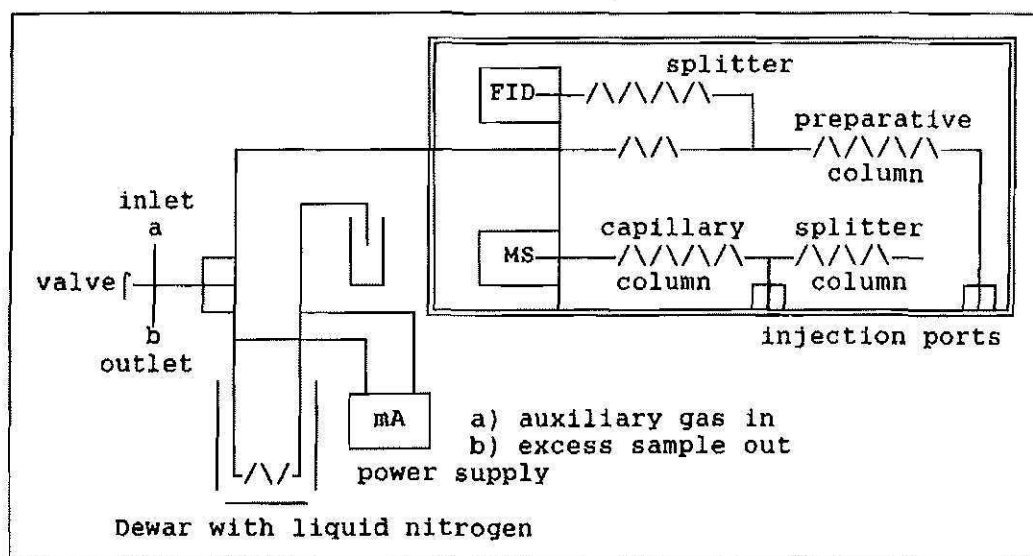 splitter
FID
preparative
column
inlet
a
capillary
splitter
valve
MS
column
column
b
outlet
injection ports
mA
a) auxiliary gas in
b) excess sample out
power supply
Dewar with liquid nitrogen